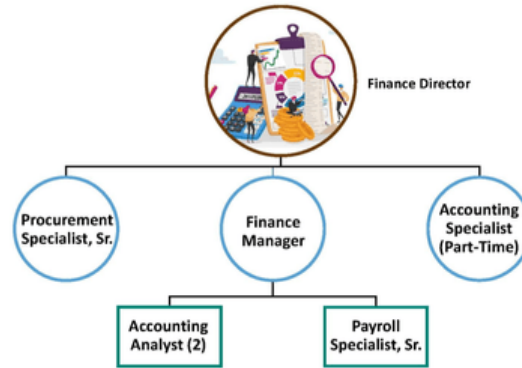 Finance Director
Procurement
Specialist, Sr.
Finance
Manager
Accounting
Specialist
(Part-Time)
Accounting
Analyst (2)
Payroll
Specialist, Sr.